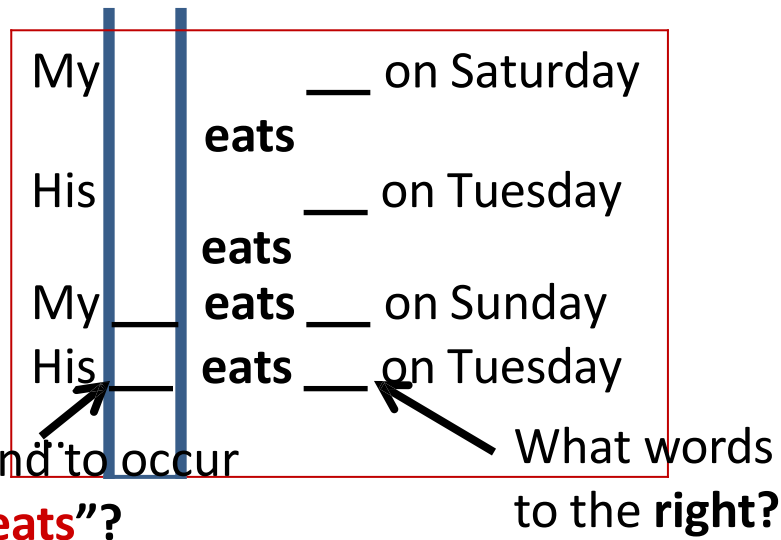 My ___ on Saturday
eats
His ___ on Tuesday
eats
My ___ eats ___ on Sunday
His ___ eats ___ on Tuesday
...
nd to occur
eats”?
What words
to the right?